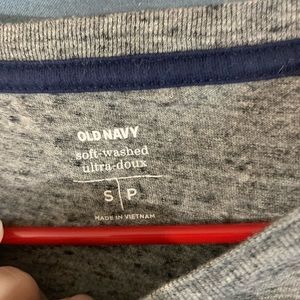 OLD NAVY
soft-washed
ultra-doux
S P
MADE IN VIETNAM